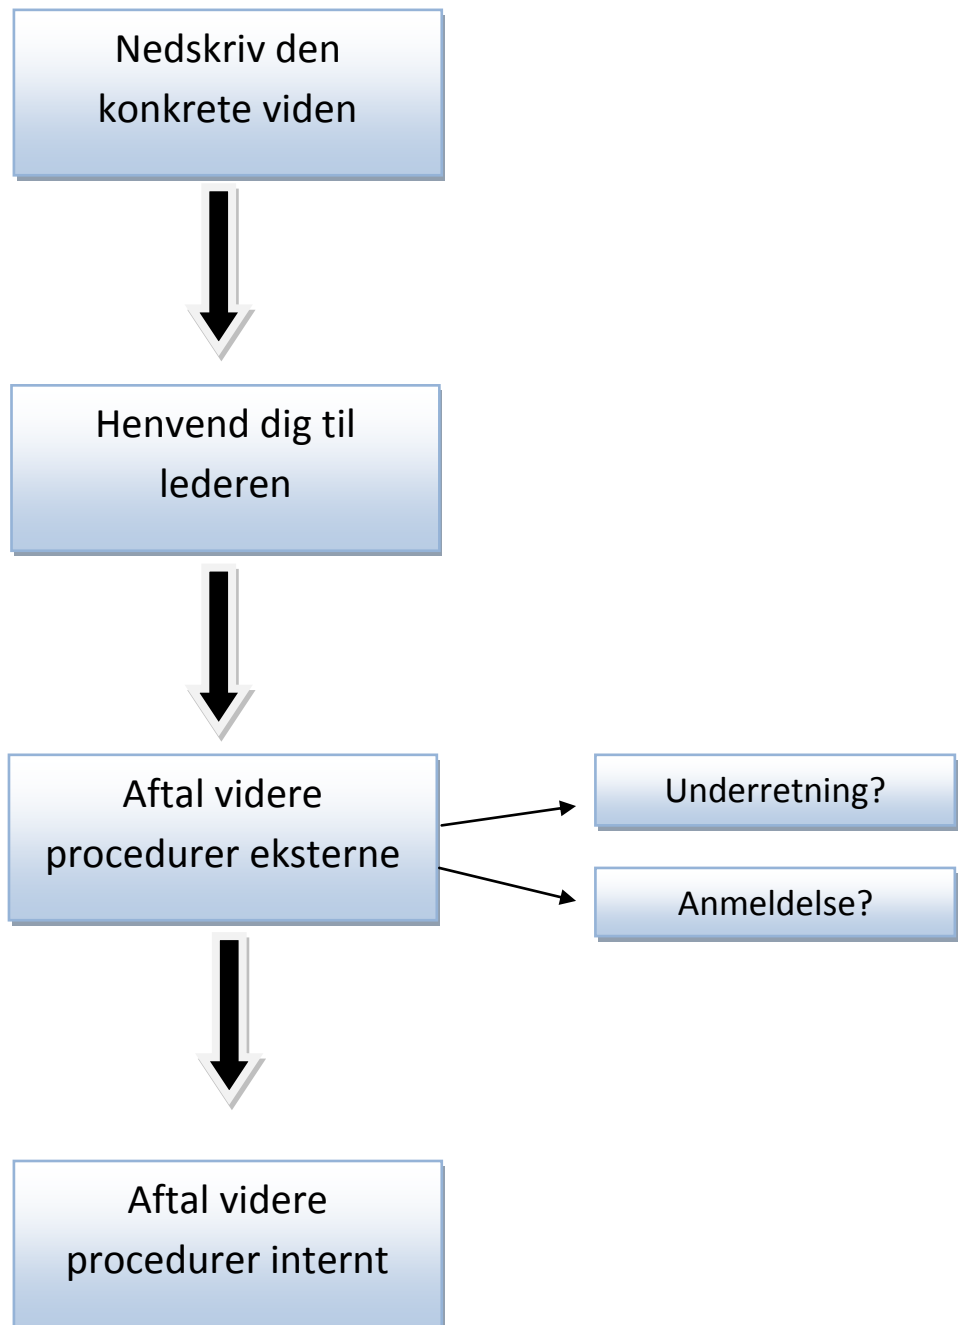 Nedskriv den
konkrete viden
Henvend dig til
lederen
Aftal videre
procedurer eksterne
Underretning?
Anmeldelse?
Aftal videre
procedurer internt